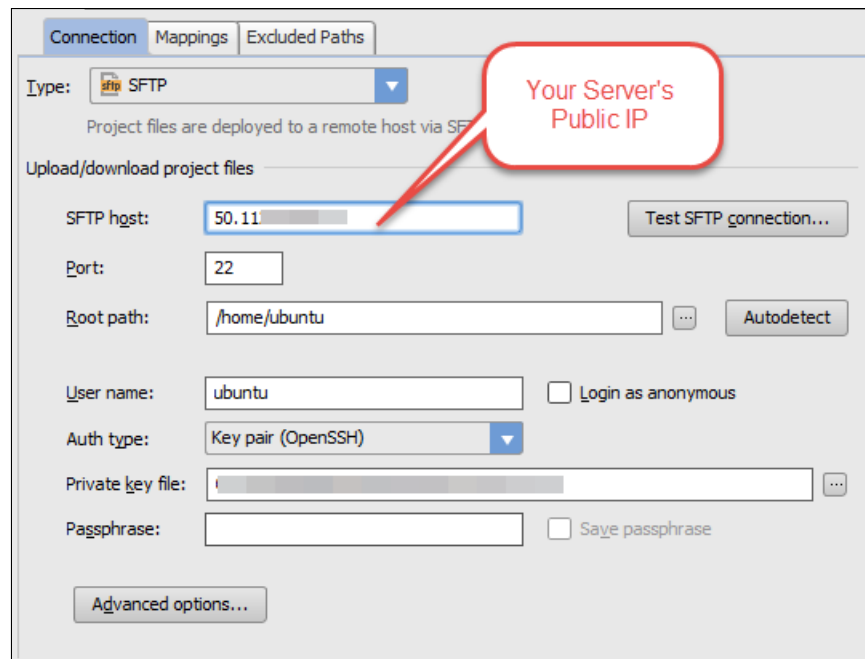 Connection Mappings Excluded Paths
Type: sftp SFTP
Your Server's
Public IP
Project files are deployed to a remote host via SF
Upload/download project files
SFTP host: 50.11 Test SFTP connection...
Port: 22
Root path: /home/ubuntu ... Autodetect
User name: ubuntu Login as anonymous
Auth type: Key pair (OpenSSH)
Private key file: ...
Passphrase: Save passphrase
Advanced options...